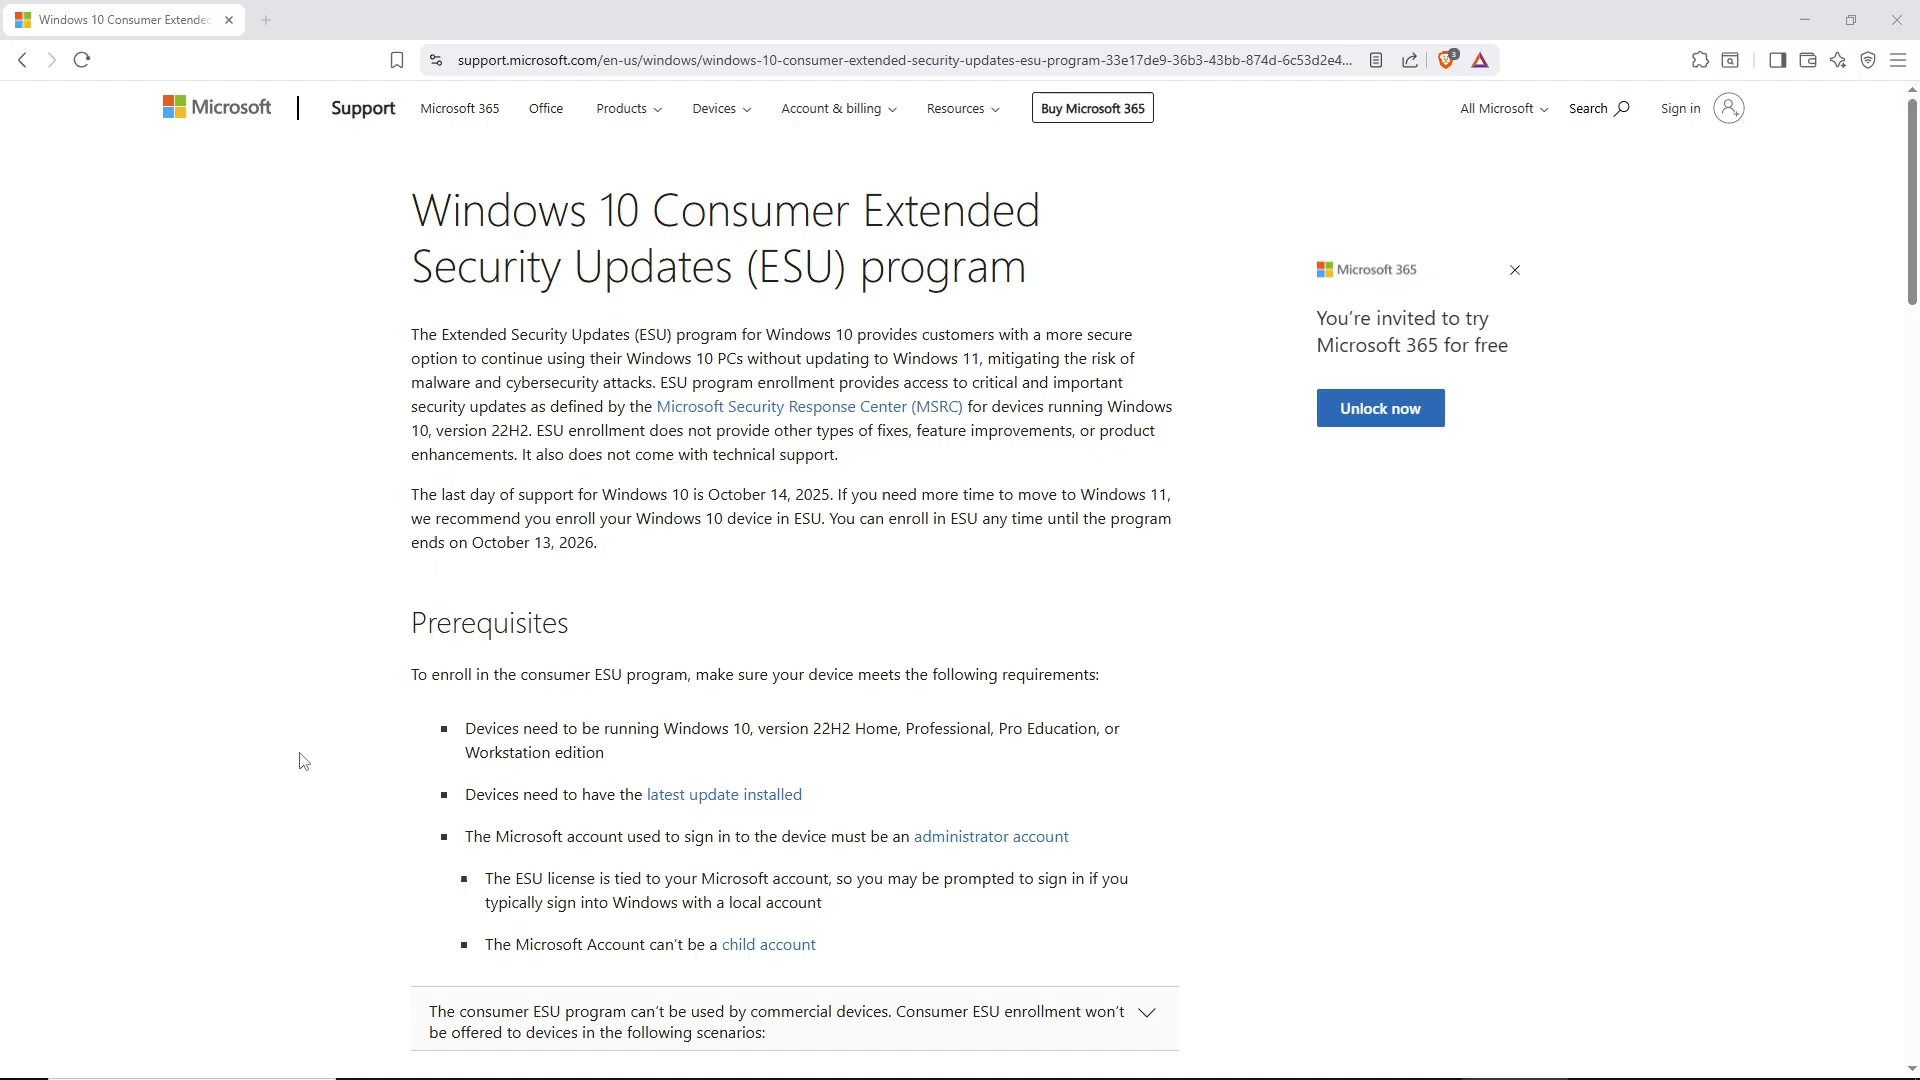 Windows 10 Consumer Extended
support.microsoft.com/en-us/windows/windows-10-consumer-extended-security-updates-esu-program-33e17de9-36b3-43bb-874d-6c53d2e4...
3
Microsoft
Support
Microsoft 365
Office
Products
Devices
Account & billing
Resources
Buy Microsoft 365
All Microsoft
Search
Sign in
Windows 10 Consumer Extended
Security Updates (ESU) program
The Extended Security Updates (ESU) program for Windows 10 provides customers with a more secure
option to continue using their Windows 10 PCs without updating to Windows 11, mitigating the risk of
malware and cybersecurity attacks. ESU program enrollment provides access to critical and important
security updates as defined by the Microsoft Security Response Center (MSRC) for devices running Windows
10, version 22H2. ESU enrollment does not provide other types of fixes, feature improvements, or product
enhancements. It also does not come with technical support.
The last day of support for Windows 10 is October 14, 2025. If you need more time to move to Windows 11,
we recommend you enroll your Windows 10 device in ESU. You can enroll in ESU any time until the program
ends on October 13, 2026.
Microsoft 365
You're invited to try
Microsoft 365 for free
Unlock now
Prerequisites
To enroll in the consumer ESU program, make sure your device meets the following requirements:
Devices need to be running Windows 10, version 22H2 Home, Professional, Pro Education, or
Workstation edition
Devices need to have the latest update installed
The Microsoft account used to sign in to the device must be an administrator account
The ESU license is tied to your Microsoft account, so you may be prompted to sign in if you
typically sign into Windows with a local account
The Microsoft Account can't be a child account
The consumer ESU program can't be used by commercial devices. Consumer ESU enrollment won't
be offered to devices in the following scenarios: